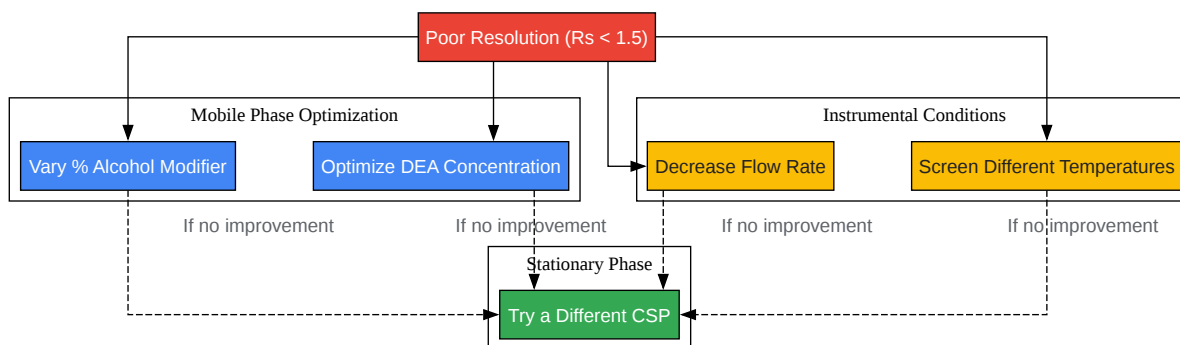 Poor Resolution (Rs < 1.5)
Mobile Phase Optimization
Instrumental Conditions
Vary % Alcohol Modifier
Optimize DEA Concentration
Decrease Flow Rate
Screen Different Temperatures
If no improvement
If no improvement
If no improvement
If no improvement
Stationary Phase
Try a Different CSP